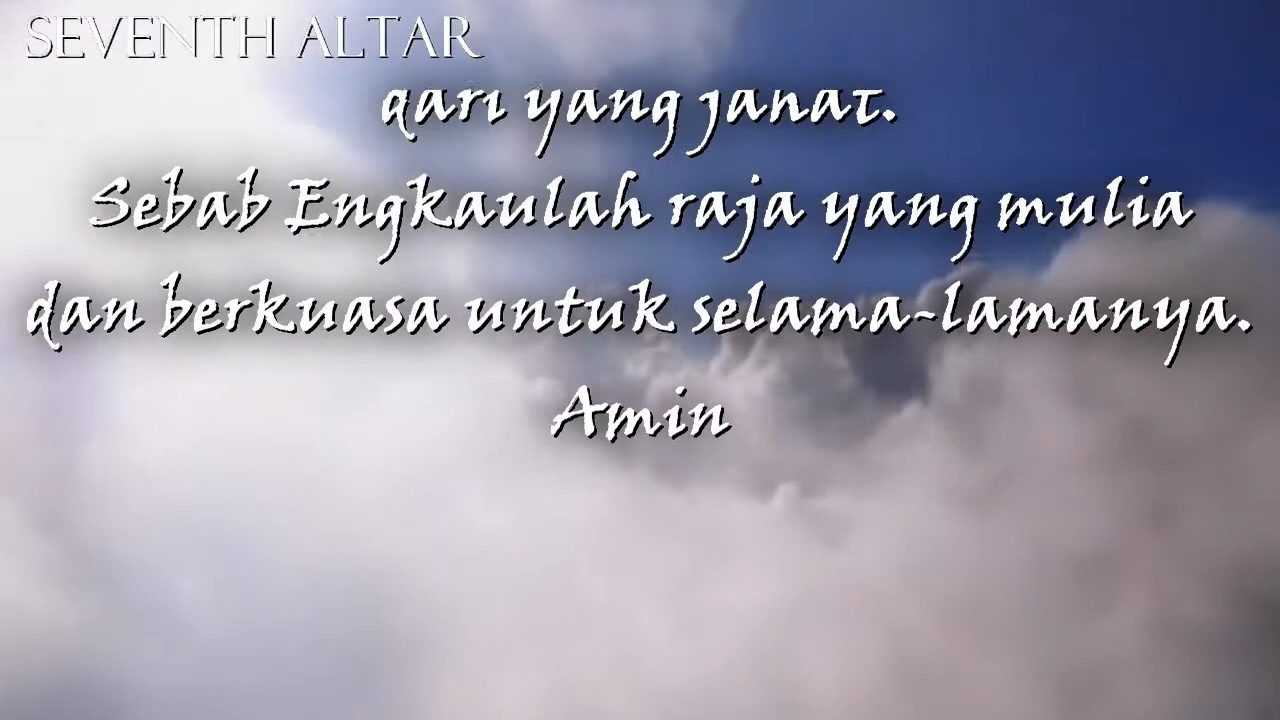 SEVENTH ALTAR
dari yang jahat.
Sebab Engkaulah raja yang mulia
dan berkuasa untuk selama-lamanya.
Amin